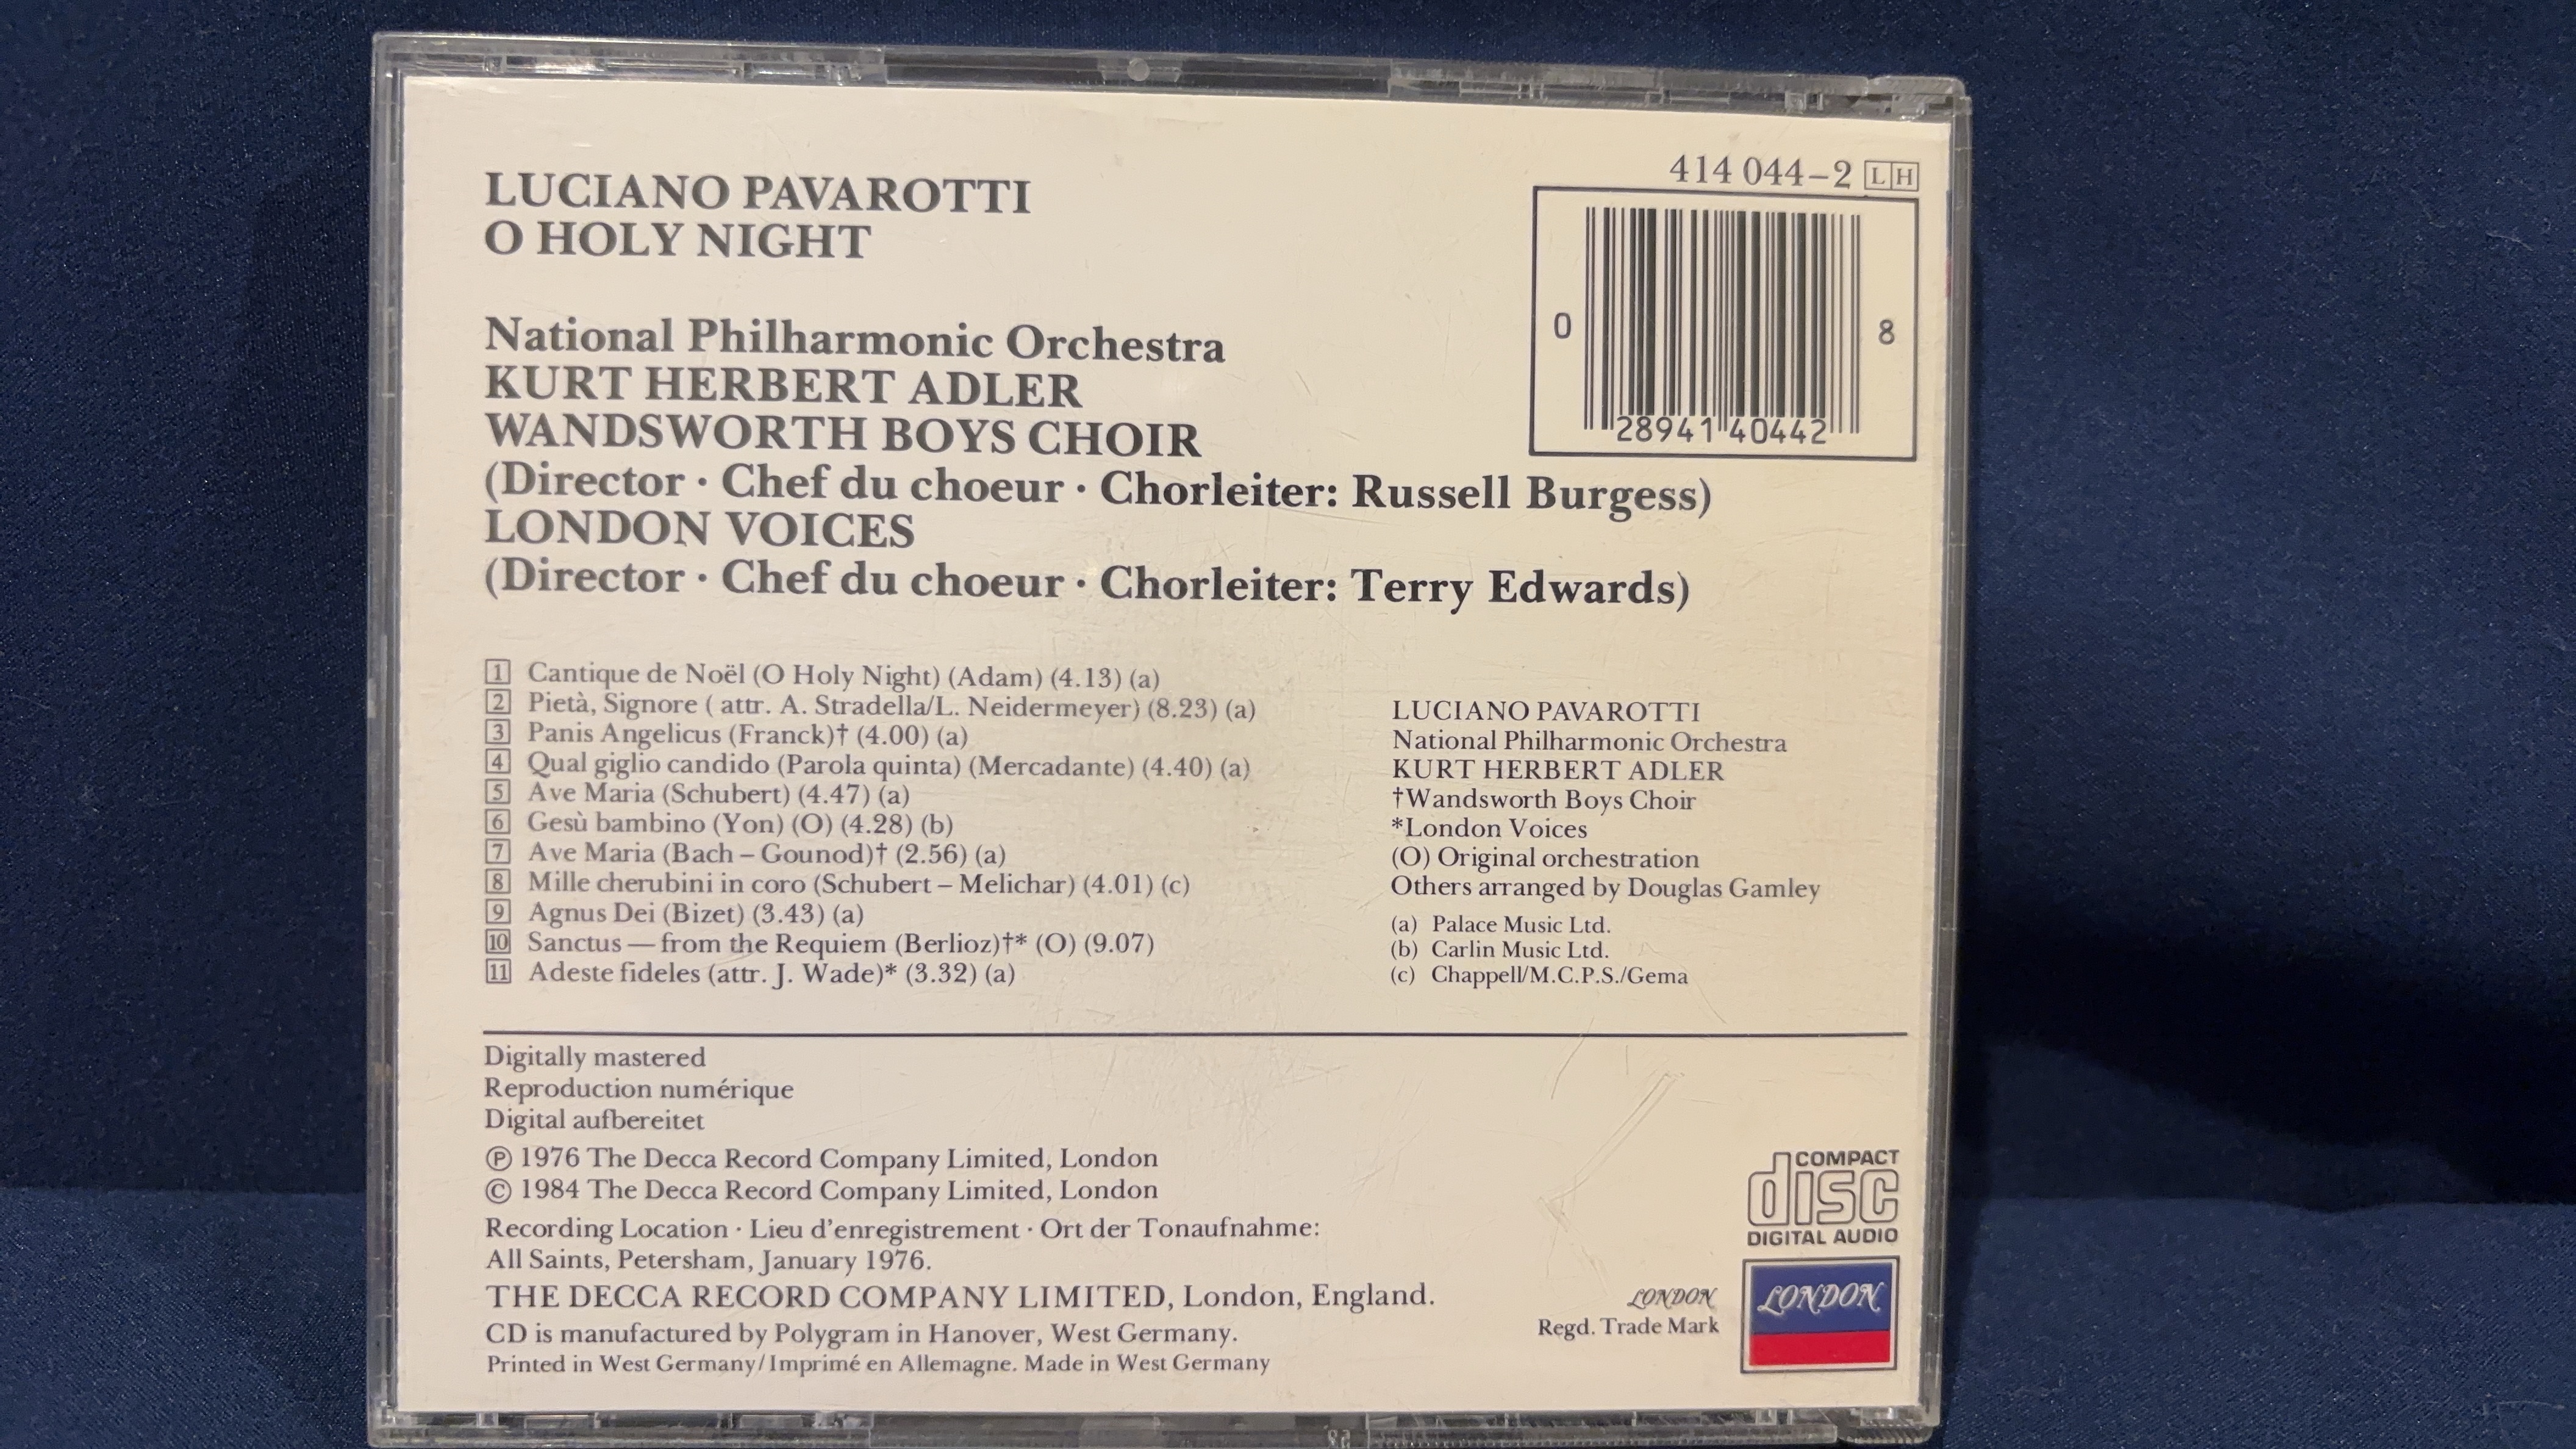 LUCIANO PAVAROTTI
O HOLY NIGHT
414 044–2 LH
0 28941 40442 8
National Philharmonic Orchestra
KURT HERBERT ADLER
WANDSWORTH BOYS CHOIR
(Director · Chef du choeur · Chorleiter: Russell Burgess)
LONDON VOICES
(Director · Chef du choeur · Chorleiter: Terry Edwards)
1 Cantique de Noël (O Holy Night) (Adam) (4.13) (a)
2 Pietà, Signore ( attr. A. Stradella/L. Neidermeyer) (8.23) (a)
3 Panis Angelicus (Franck)† (4.00) (a)
4 Qual giglio candido (Parola quinta) (Mercadante) (4.40) (a)
5 Ave Maria (Schubert) (4.47) (a)
6 Gesù bambino (Yon) (O) (4.28) (b)
7 Ave Maria (Bach – Gounod)† (2.56) (a)
8 Mille cherubini in coro (Schubert – Melichar) (4.01) (c)
9 Agnus Dei (Bizet) (3.43) (a)
10 Sanctus — from the Requiem (Berlioz)†* (O) (9.07)
11 Adeste fideles (attr. J. Wade)* (3.32) (a)
LUCIANO PAVAROTTI
National Philharmonic Orchestra
KURT HERBERT ADLER
†Wandsworth Boys Choir
*London Voices
(O) Original orchestration
Others arranged by Douglas Gamley
(a) Palace Music Ltd.
(b) Carlin Music Ltd.
(c) Chappell/M.C.P.S./Gema
Digitally mastered
Reproduction numérique
Digital aufbereitet
℗ 1976 The Decca Record Company Limited, London
© 1984 The Decca Record Company Limited, London
Recording Location · Lieu d'enregistrement · Ort der Tonaufnahme:
All Saints, Petersham, January 1976.
THE DECCA RECORD COMPANY LIMITED, London, England.
CD is manufactured by Polygram in Hanover, West Germany.
Printed in West Germany/Imprimé en Allemagne. Made in West Germany
COMPACT
disc
DIGITAL AUDIO
LONDON
Regd. Trade Mark
LONDON